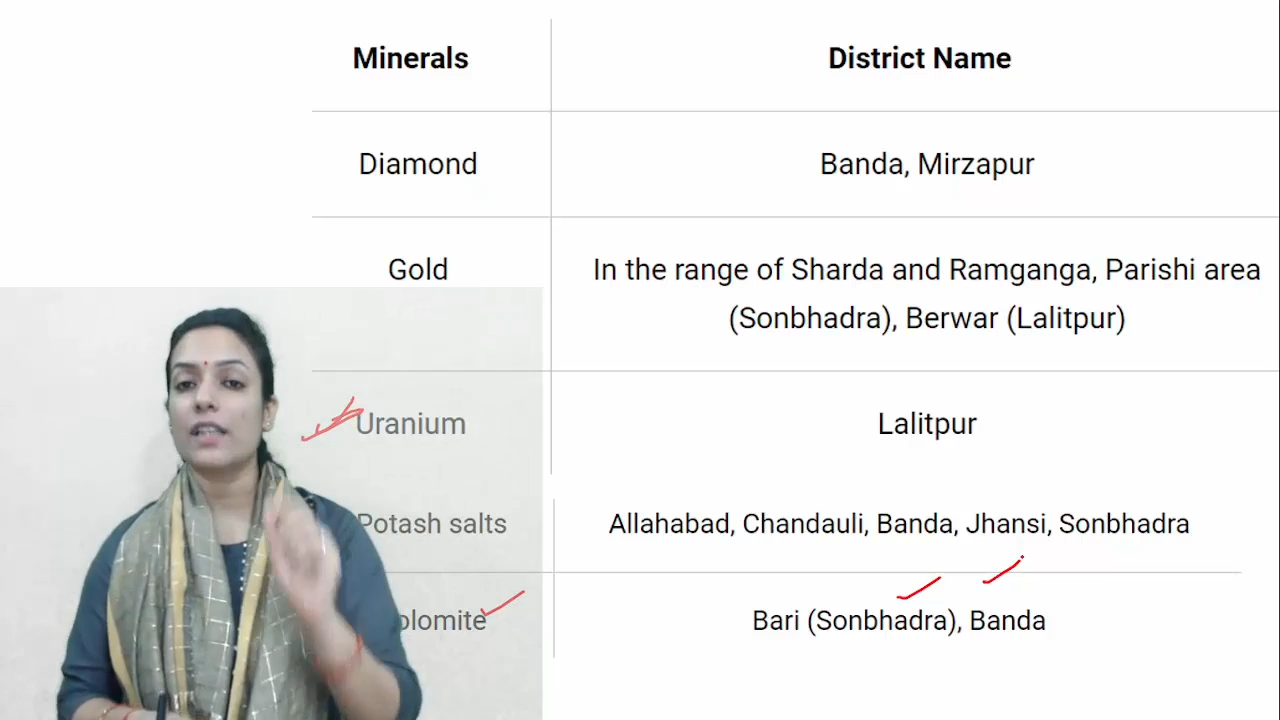 Minerals District Name
Diamond Banda, Mirzapur
Gold In the range of Sharda and Ramganga, Parishi area
(Sonbhadra), Berwar (Lalitpur)
Uranium Lalitpur
Potash salts Allahabad, Chandauli, Banda, Jhansi, Sonbhadra
olomite Bari (Sonbhadra), Banda